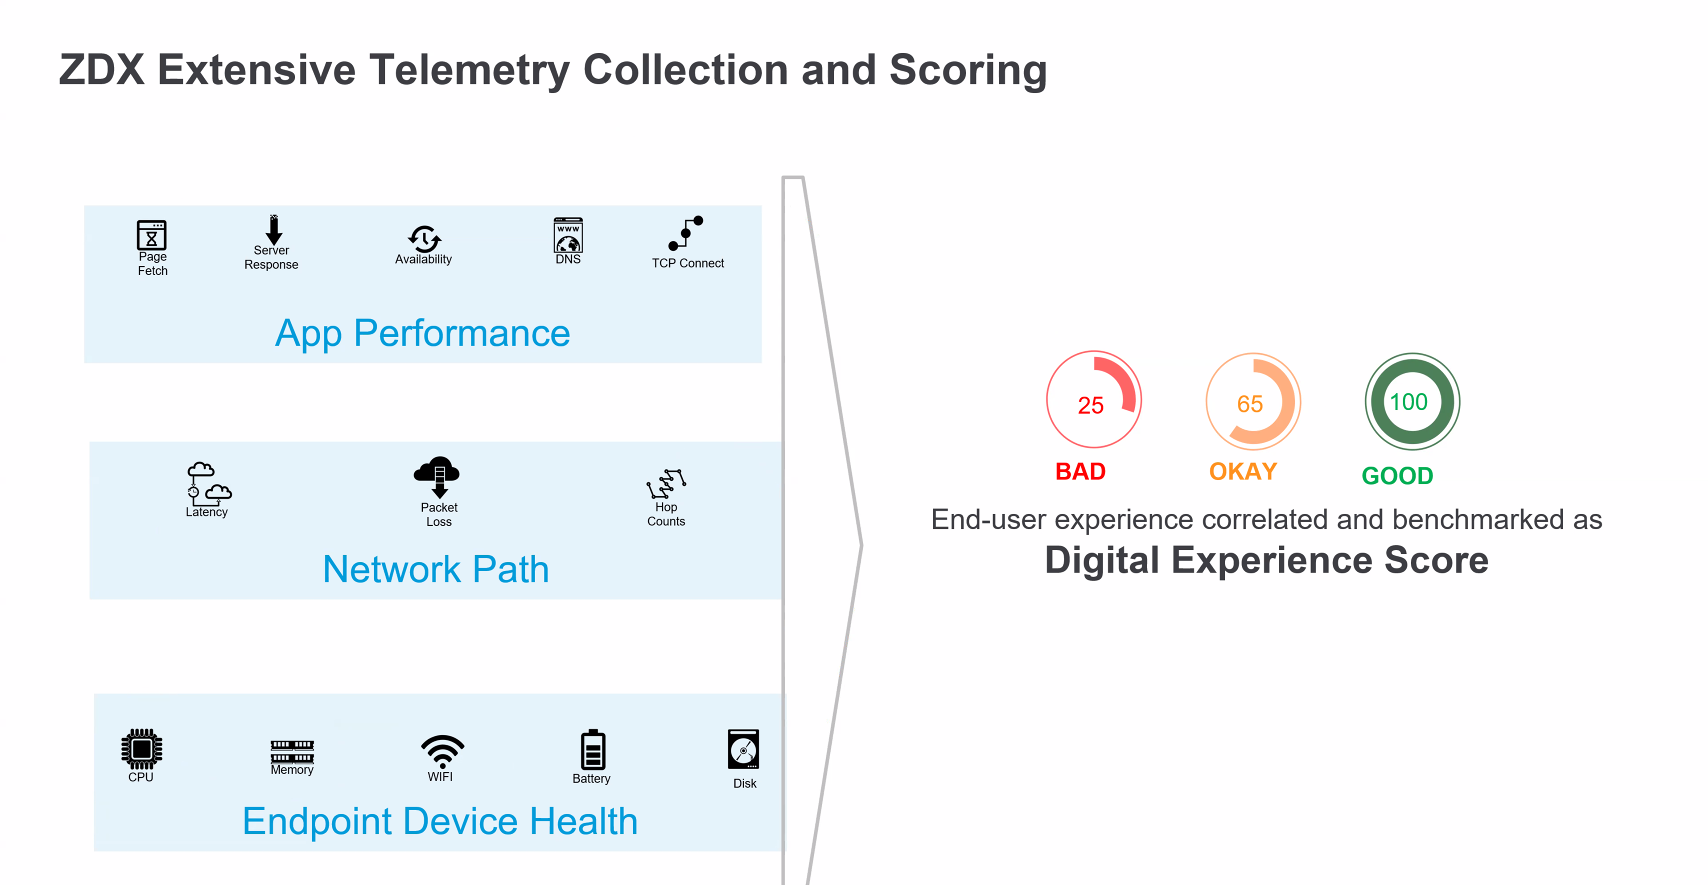 ZDX Extensive Telemetry Collection and Scoring
Page
Fetch
Server
Response
Availability
WWW
DNS
TCP Connect
App Performance
Latency
Packet
Loss
Hop
Counts
Network Path
CPU
Memory
WIFI
Battery
Disk
Endpoint Device Health
25
65
100
BAD
OKAY
GOOD
End-user experience correlated and benchmarked as
Digital Experience Score